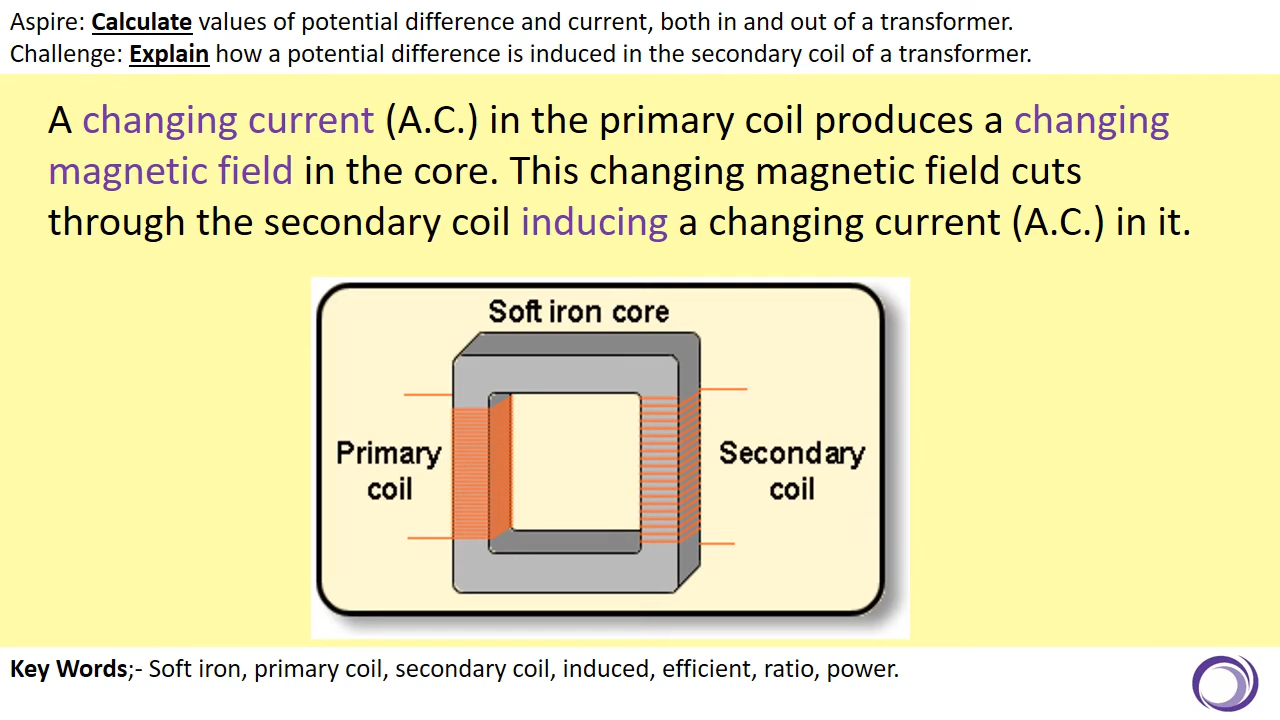 Aspire: Calculate values of potential difference and current, both in and out of a transformer.
Challenge: Explain how a potential difference is induced in the secondary coil of a transformer.
A changing current (A.C.) in the primary coil produces a changing
magnetic field in the core. This changing magnetic field cuts
through the secondary coil inducing a changing current (A.C.) in it.
Soft iron core
Primary
coil
Secondary
coil
Key Words;- Soft iron, primary coil, secondary coil, induced, efficient, ratio, power.